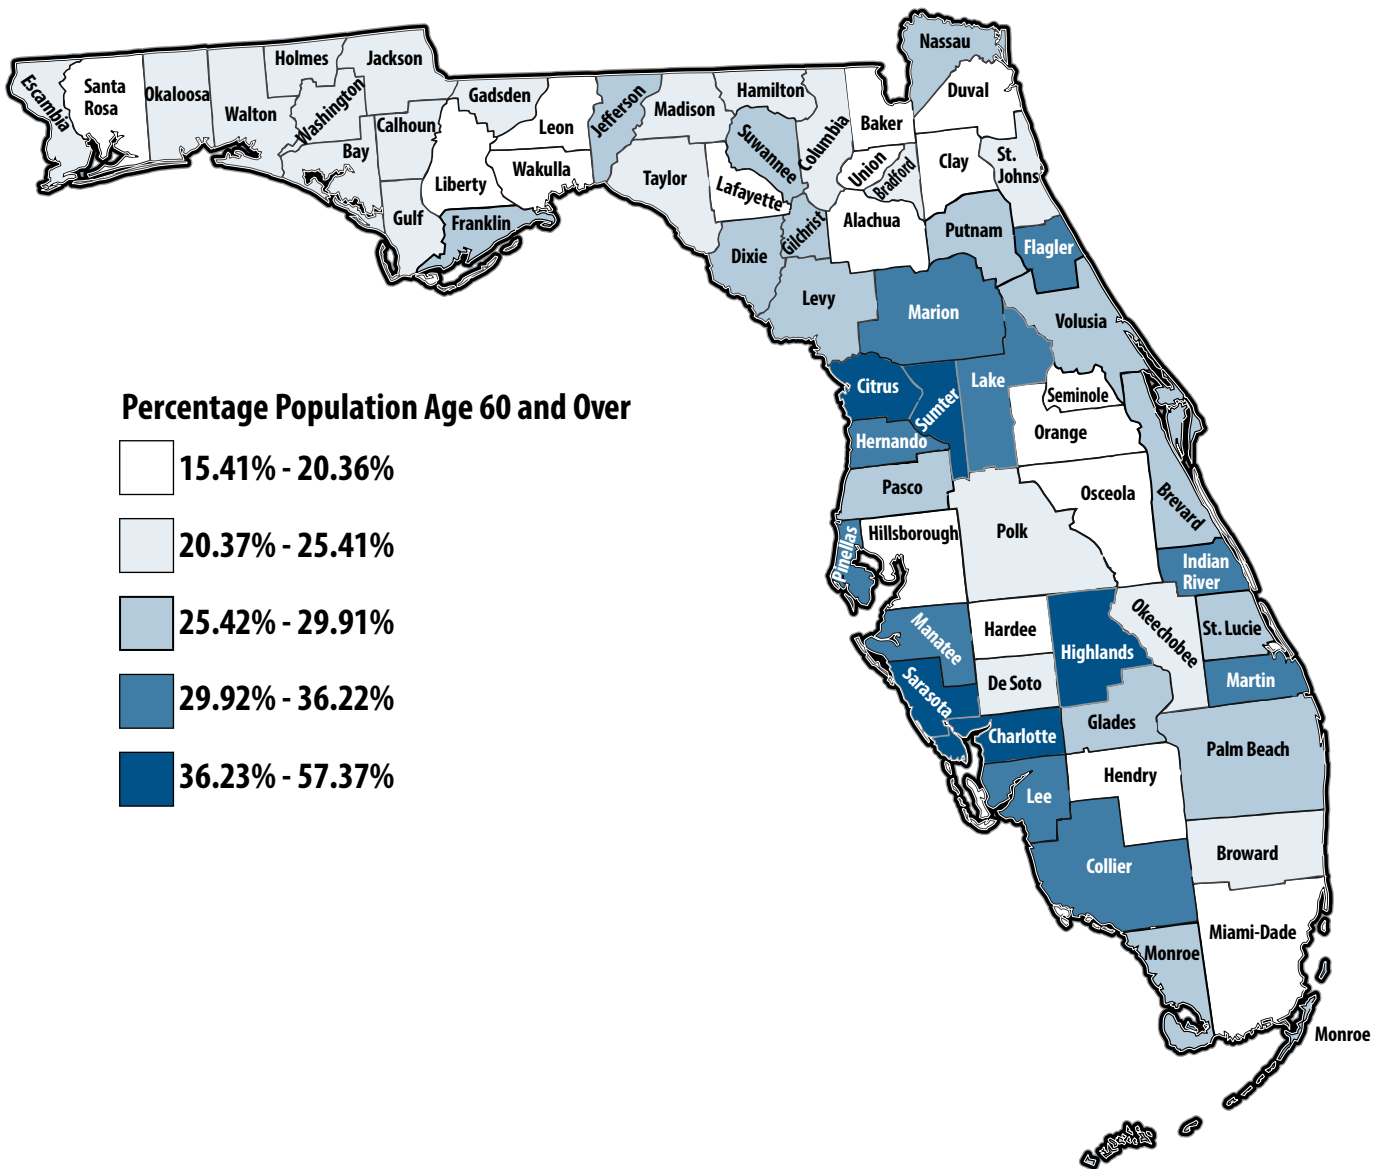 Nassau
Holmes
Jackson
Escambia
Santa
Rosa
Okaloosa
Walton
Washington
Gadsden
Calhoun
Bay
Leon
Jefferson
Madison
Hamilton
Duval
Baker
Suwannee
Columbia
Union
Bradford
Clay
St.
Johns
Liberty
Wakulla
Taylor
Lafayette
Gulf
Franklin
Gilchrist
Alachua
Putnam
Flagler
Dixie
Levy
Marion
Volusia
Citrus
Sumter
Lake
Seminole
Orange
Hernando
Percentage Population Age 60 and Over
15.41% - 20.36%
20.37% - 25.41%
25.42% - 29.91%
29.92% - 36.22%
36.23% - 57.37%
Pasco
Osceola
Brevard
Pinellas
Hillsborough
Polk
Indian
River
Manatee
Hardee
Okeechobee
St. Lucie
Highlands
Sarasota
De Soto
Martin
Charlotte
Glades
Palm Beach
Lee
Hendry
Collier
Broward
Miami-Dade
Monroe
Monroe